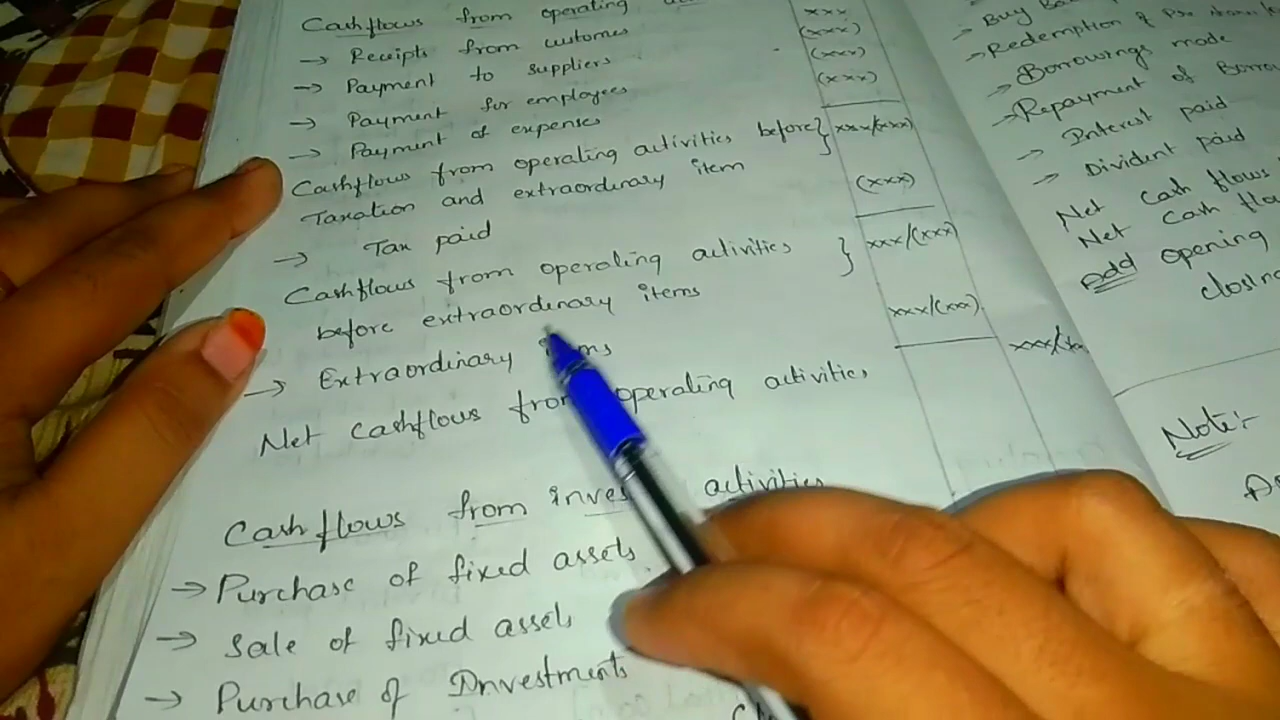 Cashflows from operating
→ Receipts from customes xxx
→ Payment to suppliers (xxx)
→ Payment for employees (xxx)
→ Payment of expenses (xxx)
Cashflows from operating activities before } xxx/(xxx)
Taxation and extraordinary item
→ Tax paid (xxx)
Cashflows from operating activities } xxx/(xxx)
before extraordinary items
→ Extraordinary xxx/(xxx)
Net cashflows from operating activities
Cash flows from activities
→ Purchase of fixed assets
→ Sale of fixed assets
→ Purchase of Investments
→ Buy
→ Redemption of
→ Borrowings made
→ Repayment of
→ Interest paid
→ Divident paid
Net Cash flows
Net Cash
Add opening
Note:-